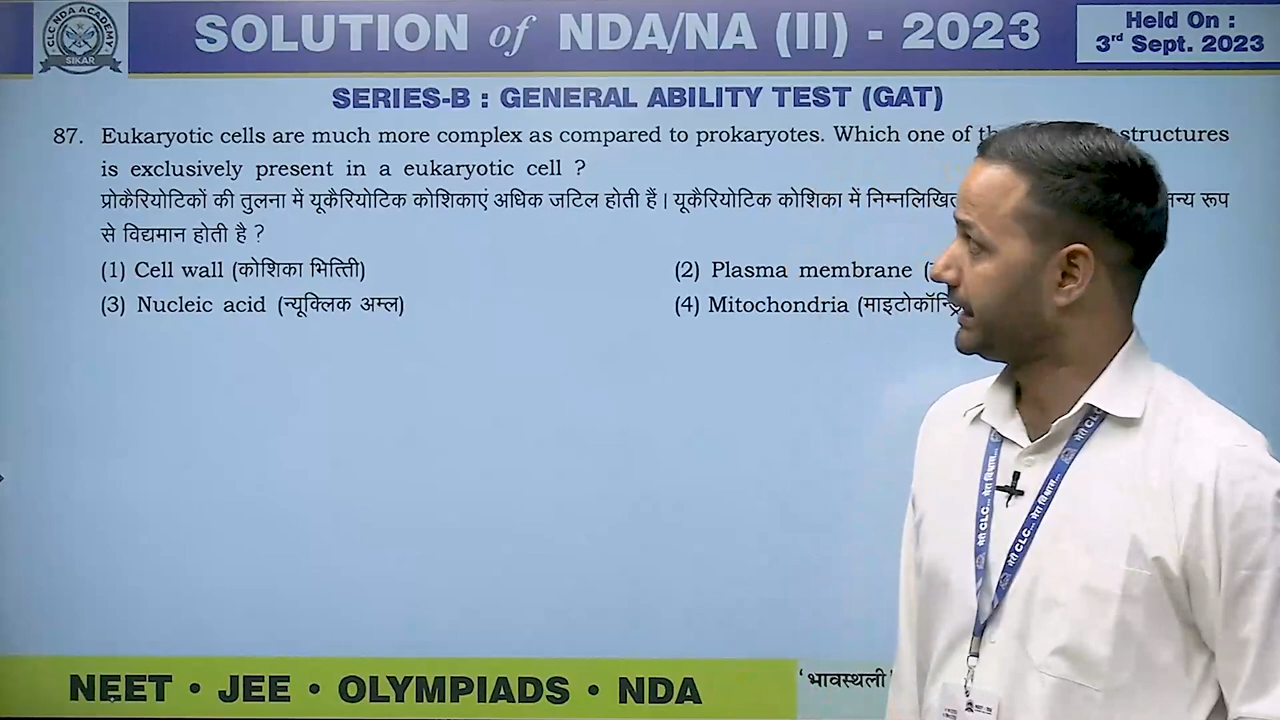 CLC NDA ACADEMY
SIKAR
SOLUTION of NDA/NA (II) - 2023
Held On :
3rd Sept. 2023
SERIES-B : GENERAL ABILITY TEST (GAT)
87. Eukaryotic cells are much more complex as compared to prokaryotes. Which one of structures
is exclusively present in a eukaryotic cell ?
प्रोकैरियोटिकों की तुलना में यूकैरियोटिक कोशिकाएं अधिक जटिल होती हैं। यूकैरियोटिक कोशिका में रूप
से विद्यमान होती है ?
(1) Cell wall (कोशिका भित्तिी) (2) Plasma membrane
(3) Nucleic acid (न्यूक्लिक अम्ल) (4) Mitochondria
मेरी CLC... मेरा विश्वास...
मेरी CLC... मेरा विश्वास...
NEET • JEE • OLYMPIADS • NDA
'भावस्थली'